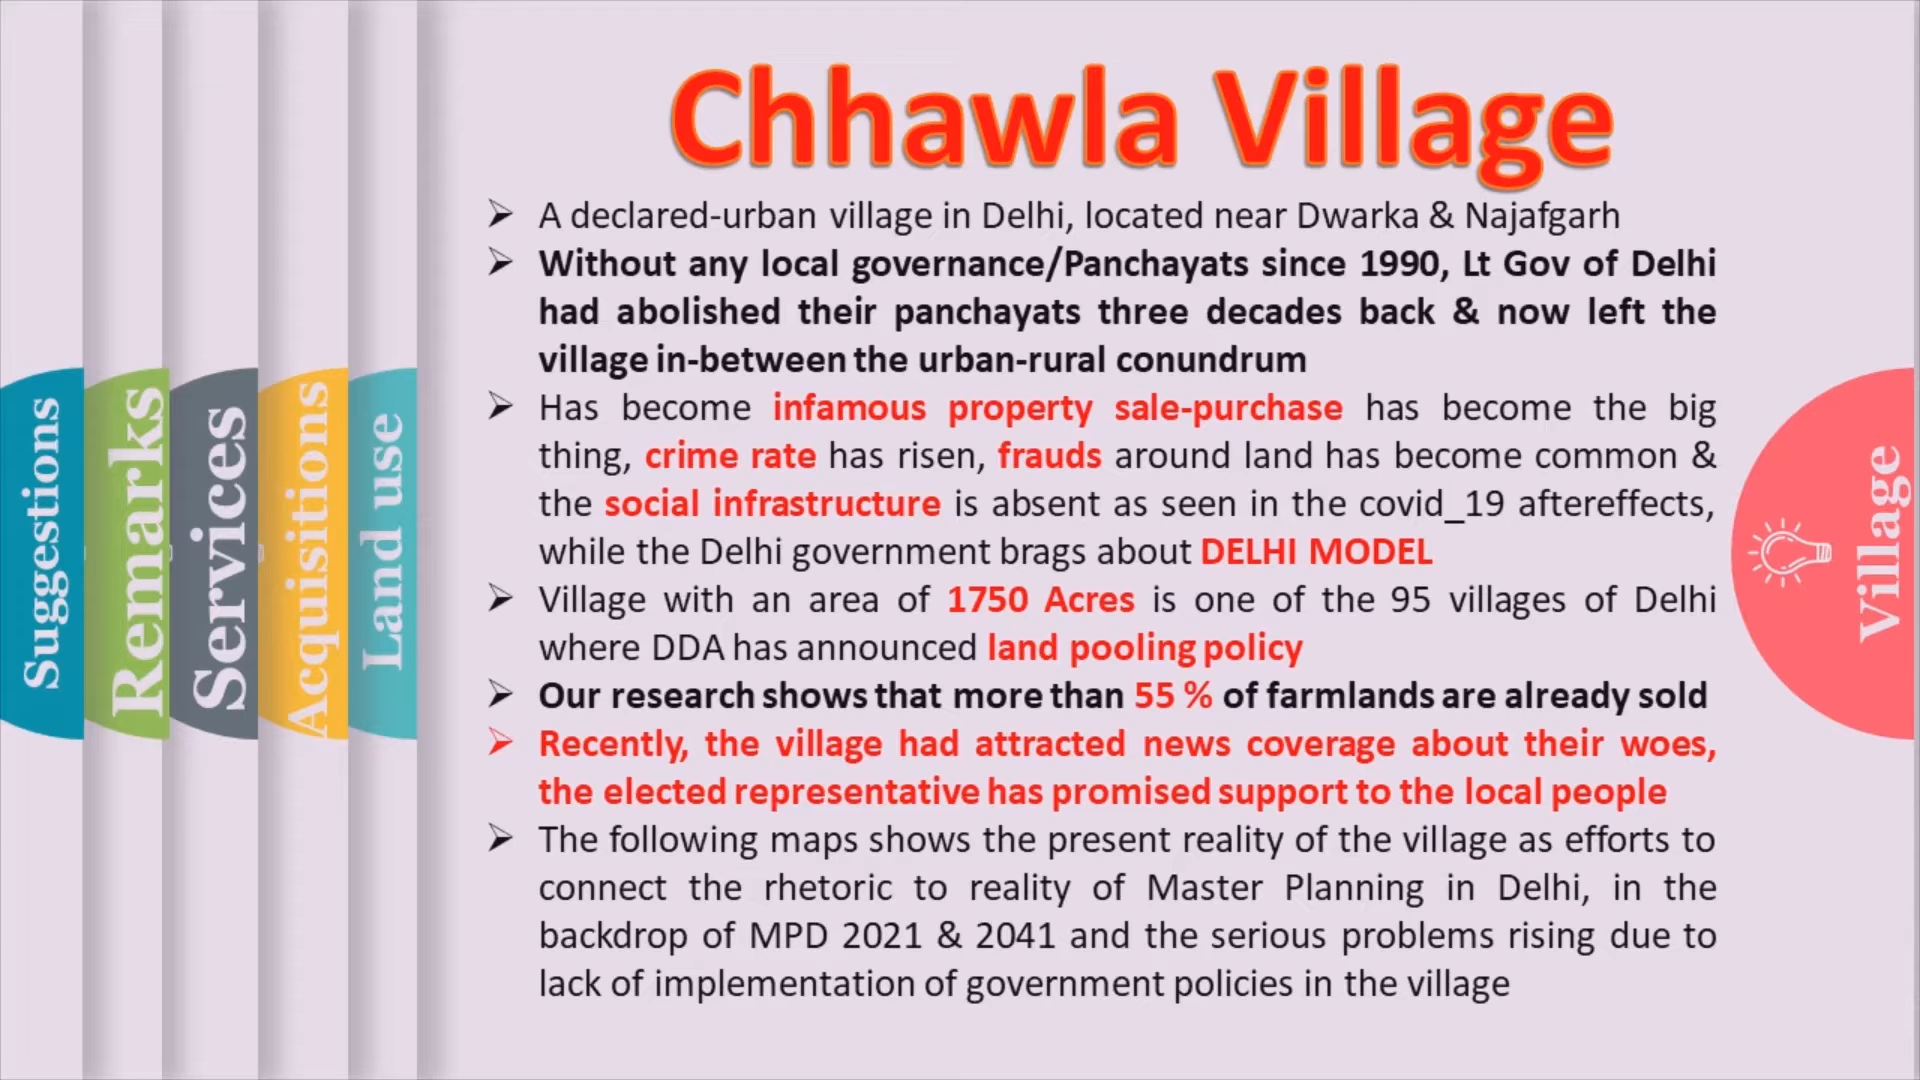 Chhawla Village
A declared-urban village in Delhi, located near Dwarka & Najafgarh
Without any local governance/Panchayats since 1990, Lt Gov of Delhi
had abolished their panchayats three decades back & now left the
village in-between the urban-rural conundrum
Has become infamous property sale-purchase has become the big
thing, crime rate has risen, frauds around land has become common &
the social infrastructure is absent as seen in the covid_19 aftereffects,
while the Delhi government brags about DELHI MODEL
Village with an area of 1750 Acres is one of the 95 villages of Delhi
where DDA has announced land pooling policy
Our research shows that more than 55 % of farmlands are already sold
Recently, the village had attracted news coverage about their woes,
the elected representative has promised support to the local people
The following maps shows the present reality of the village as efforts to
connect the rhetoric to reality of Master Planning in Delhi, in the
backdrop of MPD 2021 & 2041 and the serious problems rising due to
lack of implementation of government policies in the village
Suggestions
Remarks
Services
Acquisitions
Land use
Village